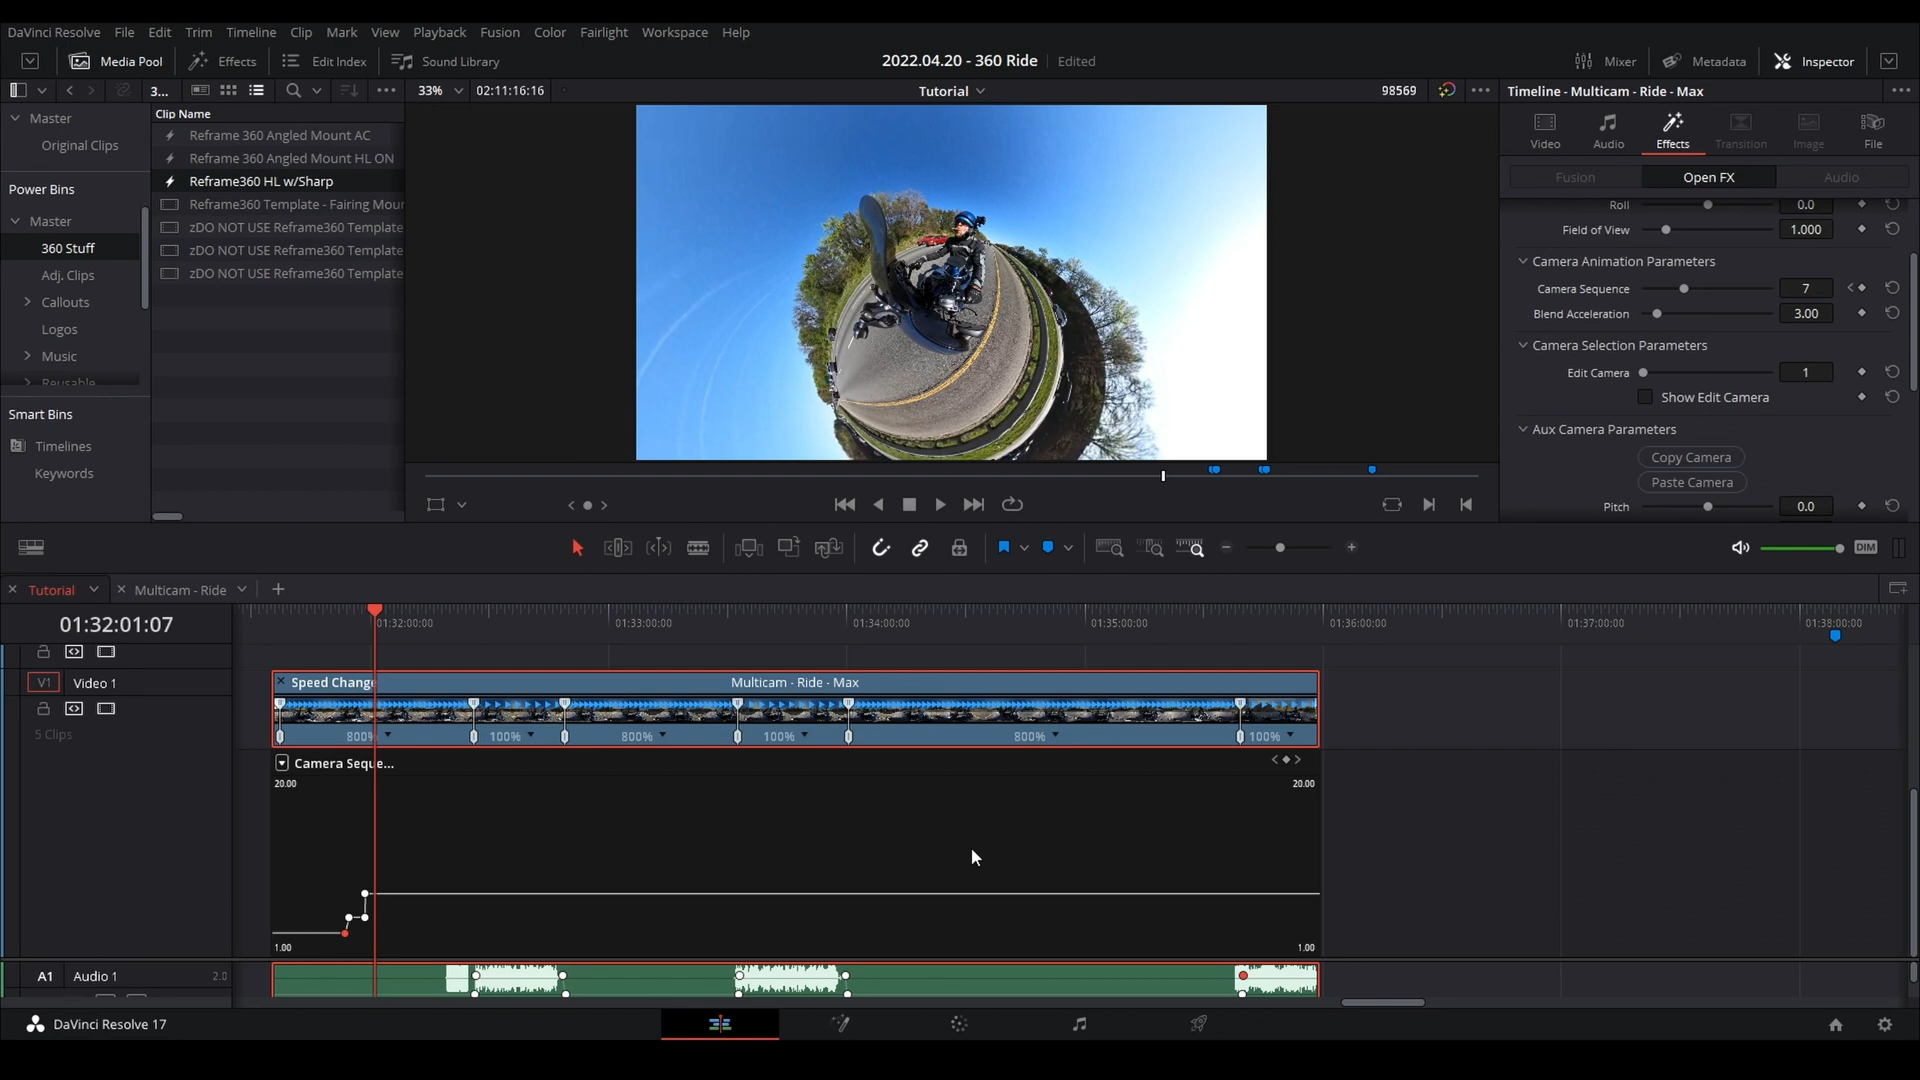 DaVinci Resolve File Edit Trim Timeline Clip Mark View Playback Fusion Color Fairlight Workspace Help
Media Pool Effects Edit Index Sound Library
2022.04.20 - 360 Ride Edited
Mixer Metadata Inspector
3...
33% 02:11:16:16
Tutorial
98569
Timeline - Multicam - Ride - Max
Master
Original Clips
Power Bins
Master
360 Stuff
Adj. Clips
Callouts
Logos
Music
Reusable
Smart Bins
Timelines
Keywords
Clip Name
Reframe 360 Angled Mount AC
Reframe 360 Angled Mount HL ON
Reframe360 HL w/Sharp
Reframe360 Template - Fairing Moun
zDO NOT USE Reframe360 Template
zDO NOT USE Reframe360 Template
zDO NOT USE Reframe360 Template
Video Audio Effects Transition Image File
Fusion Open FX Audio
Roll 0.0
Field of View 1.000
Camera Animation Parameters
Camera Sequence 7
Blend Acceleration 3.00
Camera Selection Parameters
Edit Camera 1
Show Edit Camera
Aux Camera Parameters
Copy Camera
Paste Camera
Pitch 0.0
DIM
Tutorial Multicam - Ride
01:32:01:07
01:32:00:00 01:33:00:00 01:34:00:00 01:35:00:00 01:36:00:00 01:37:00:00 01:38:00:00
V1 Video 1
5 Clips
Speed Change Multicam - Ride - Max
800% 100% 800% 100% 800% 100%
Camera Seque...
20.00 20.00
1.00 1.00
A1 Audio 1 2.0
DaVinci Resolve 17